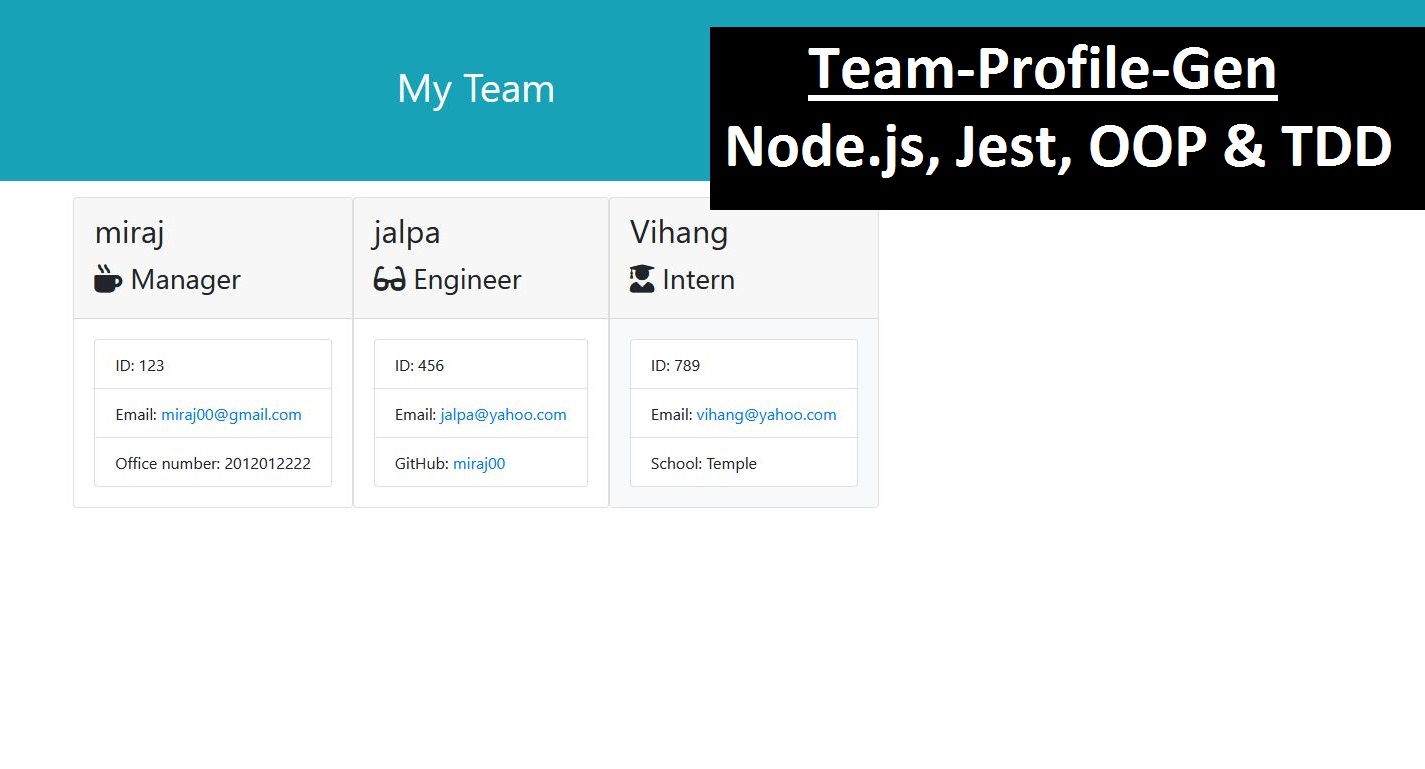 My Team
Team-Profile-Gen
Node.js, Jest, OOP & TDD
miraj
Manager
ID: 123
Email: miraj00@gmail.com
Office number: 2012012222
jalpa
Engineer
ID: 456
Email: jalpa@yahoo.com
GitHub: miraj00
Vihang
Intern
ID: 789
Email: vihang@yahoo.com
School: Temple